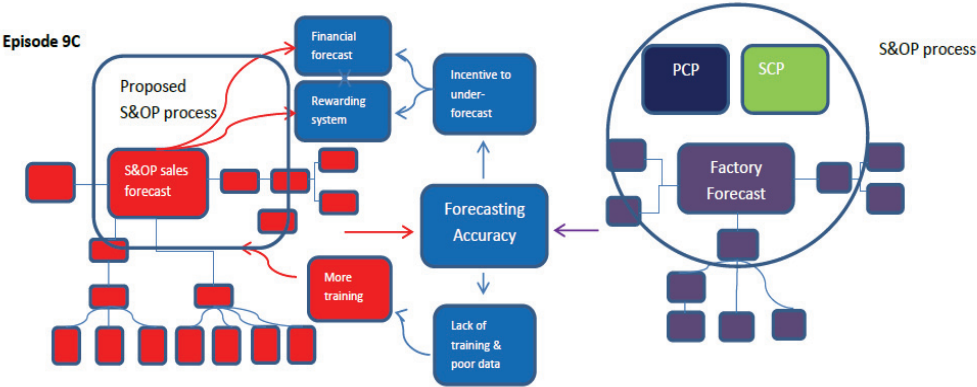 Episode 9C
Proposed
S&OP process
Financial
forecast
Rewarding
system
Incentive to
under-
forecast
S&OP sales
forecast
Forecasting
Accuracy
More
training
Lack of
training &
poor data
PCP
SCP
S&OP process
Factory
Forecast